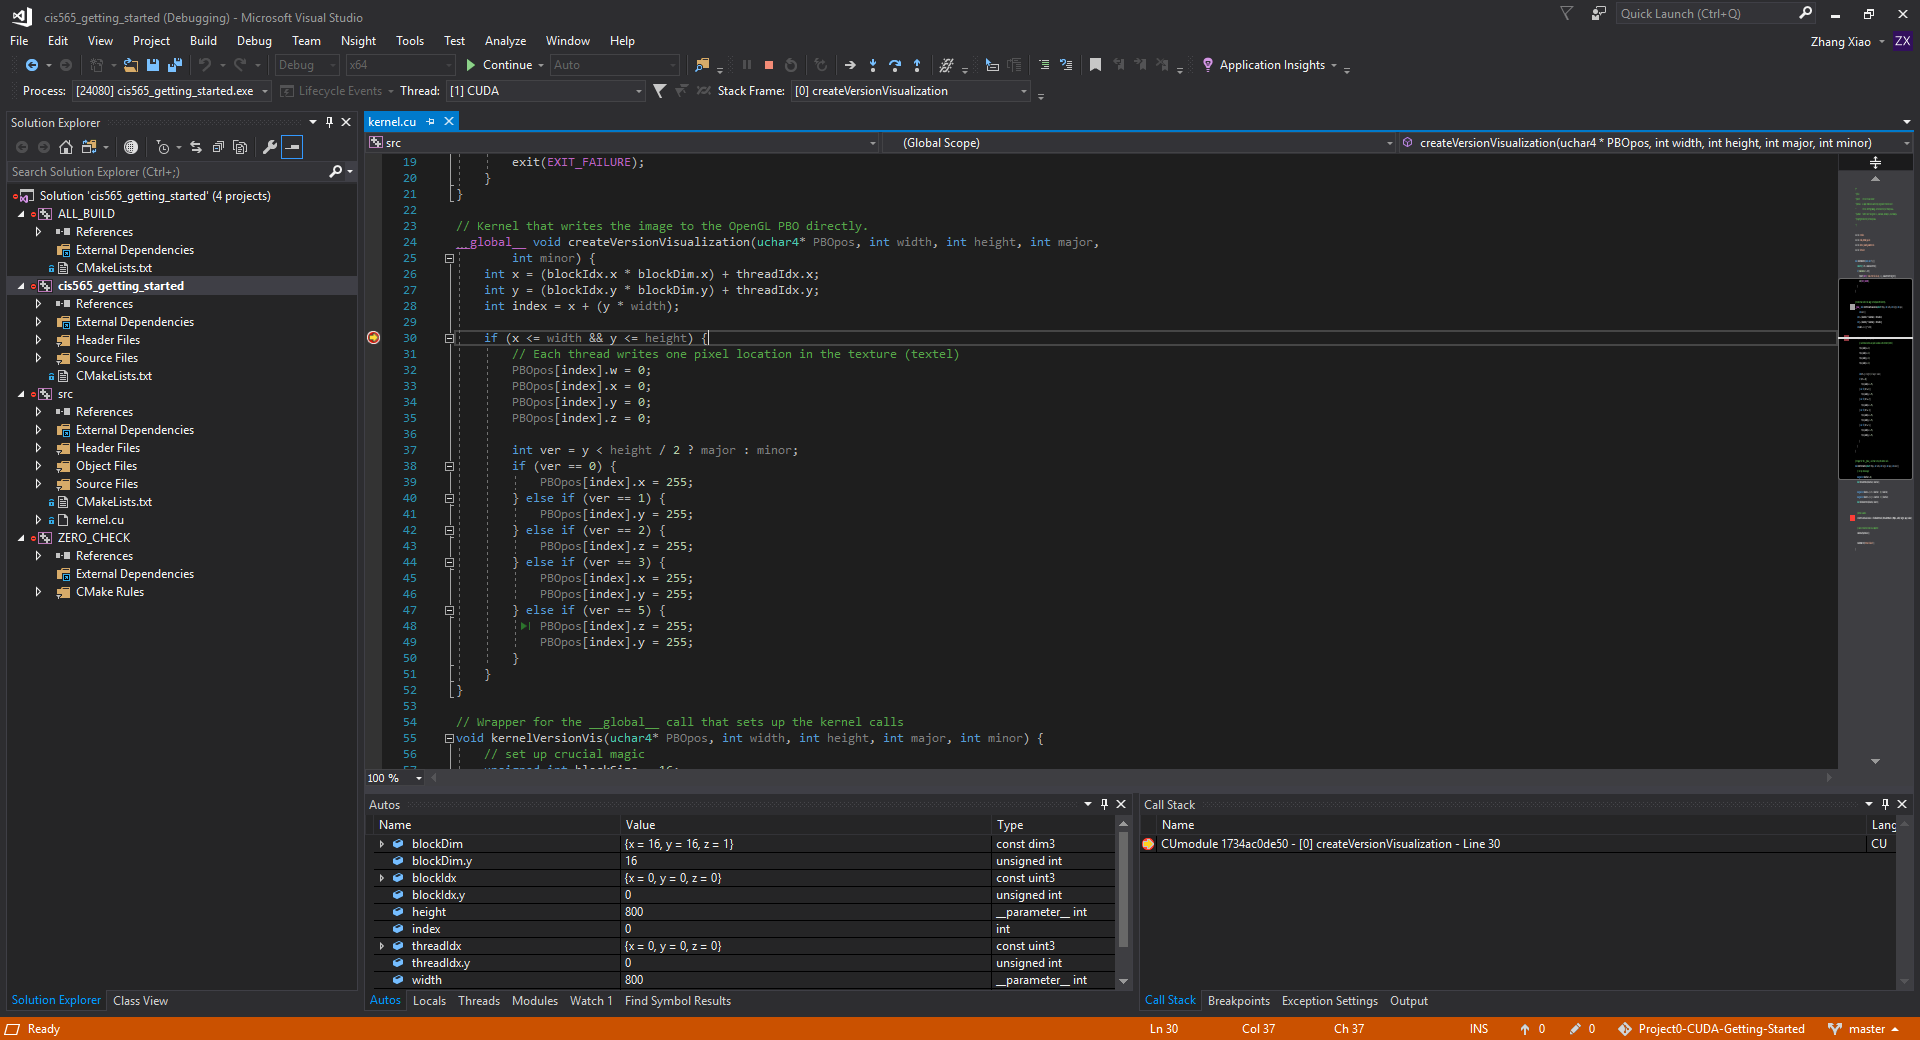 cis565_getting_started (Debugging) - Microsoft Visual Studio
Quick Launch (Ctrl+Q)
File Edit View Project Build Debug Team Nsight Tools Test Analyze Window Help
Zhang Xiao ZX
Debug x64 Continue Auto Application Insights
Process: [24080] cis565_getting_started.exe Lifecycle Events Thread: [1] CUDA Stack Frame: [0] createVersionVisualization
Solution Explorer
Search Solution Explorer (Ctrl+;)
Solution 'cis565_getting_started' (4 projects)
ALL_BUILD
References
External Dependencies
CMakeLists.txt
cis565_getting_started
References
External Dependencies
Header Files
Source Files
CMakeLists.txt
src
References
External Dependencies
Header Files
Object Files
Source Files
CMakeLists.txt
kernel.cu
ZERO_CHECK
References
External Dependencies
CMake Rules
Solution Explorer Class View
kernel.cu
src (Global Scope) createVersionVisualization(uchar4 * PBOpos, int width, int height, int major, int minor)
19 exit(EXIT_FAILURE);
20 }
21 }
22
23 // Kernel that writes the image to the OpenGL PBO directly.
24 __global__ void createVersionVisualization(uchar4* PBOpos, int width, int height, int major,
25 int minor) {
26 int x = (blockIdx.x * blockDim.x) + threadIdx.x;
27 int y = (blockIdx.y * blockDim.y) + threadIdx.y;
28 int index = x + (y * width);
29
30 if (x <= width && y <= height) {
31 // Each thread writes one pixel location in the texture (textel)
32 PBOpos[index].w = 0;
33 PBOpos[index].x = 0;
34 PBOpos[index].y = 0;
35 PBOpos[index].z = 0;
36
37 int ver = y < height / 2 ? major : minor;
38 if (ver == 0) {
39 PBOpos[index].x = 255;
40 } else if (ver == 1) {
41 PBOpos[index].y = 255;
42 } else if (ver == 2) {
43 PBOpos[index].z = 255;
44 } else if (ver == 3) {
45 PBOpos[index].x = 255;
46 PBOpos[index].y = 255;
47 } else if (ver == 5) {
48 PBOpos[index].z = 255;
49 PBOpos[index].y = 255;
50 }
51 }
52 }
53
54 // Wrapper for the __global__ call that sets up the kernel calls
55 void kernelVersionVis(uchar4* PBOpos, int width, int height, int major, int minor) {
56 // set up crucial magic
57 unsigned int blockSize = 16;
100 %
Autos
Name Value Type
blockDim {x = 16, y = 16, z = 1} const dim3
blockDim.y 16 unsigned int
blockIdx {x = 0, y = 0, z = 0} const uint3
blockIdx.y 0 unsigned int
height 800 __parameter__ int
index 0 int
threadIdx {x = 0, y = 0, z = 0} const uint3
threadIdx.y 0 unsigned int
width 800 __parameter__ int
Autos Locals Threads Modules Watch 1 Find Symbol Results
Call Stack
Name Lang
CUmodule 1734ac0de50 - [0] createVersionVisualization - Line 30 CU
Call Stack Breakpoints Exception Settings Output
Ready Ln 30 Col 37 Ch 37 INS 0 0 Project0-CUDA-Getting-Started master